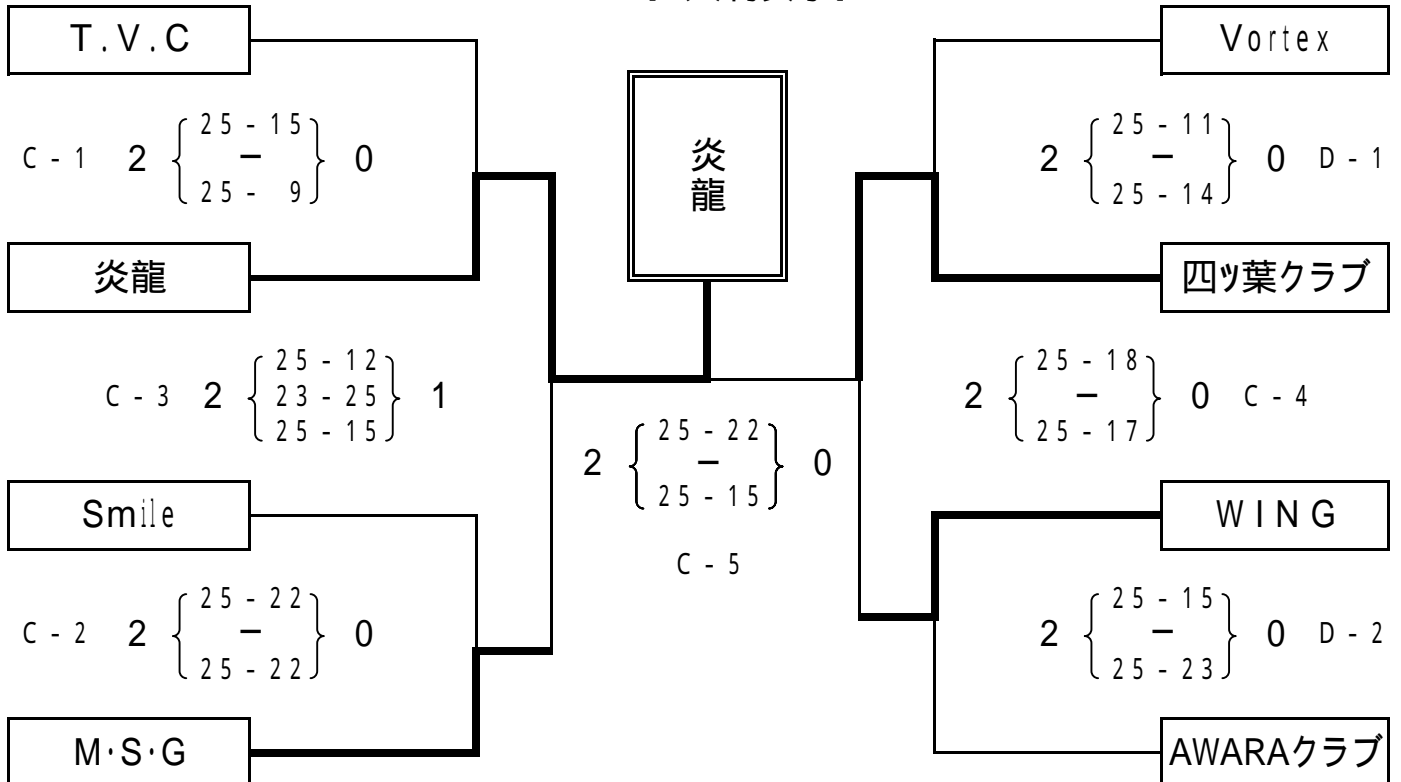 T.V.C
Vortex
C-1 2 { 25-15 - 25-9 } 0
炎龍
2 { 25-11 - 25-14 } 0 D-1
炎龍
四ツ葉クラブ
C-3 2 { 25-12 23-25 25-15 } 1
2 { 25-18 - 25-17 } 0 C-4
2 { 25-22 - 25-15 } 0
C-5
Smile
WING
C-2 2 { 25-22 - 25-22 } 0
2 { 25-15 - 25-23 } 0 D-2
M・S・G
AWARAクラブ